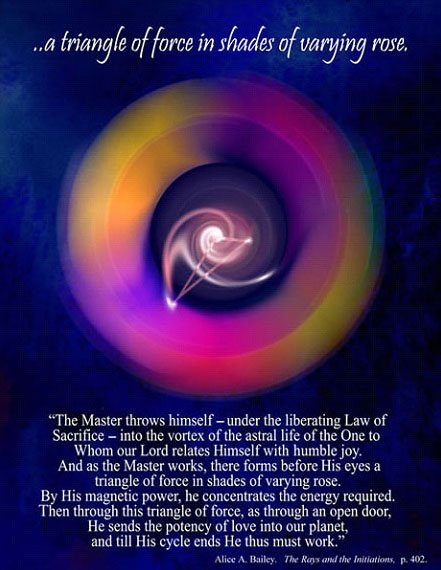 ..a triangle of force in shades of varying rose.
“The Master throws himself – under the liberating Law of
Sacrifice – into the vortex of the astral life of the One to
Whom our Lord relates Himself with humble joy.
And as the Master works, there forms before His eyes a
triangle of force in shades of varying rose.
By His magnetic power, he concentrates the energy required.
Then through this triangle of force, as through an open door,
He sends the potency of love into our planet,
and till His cycle ends He thus must work.”
Alice A. Bailey. The Rays and the Initiations, p. 402.